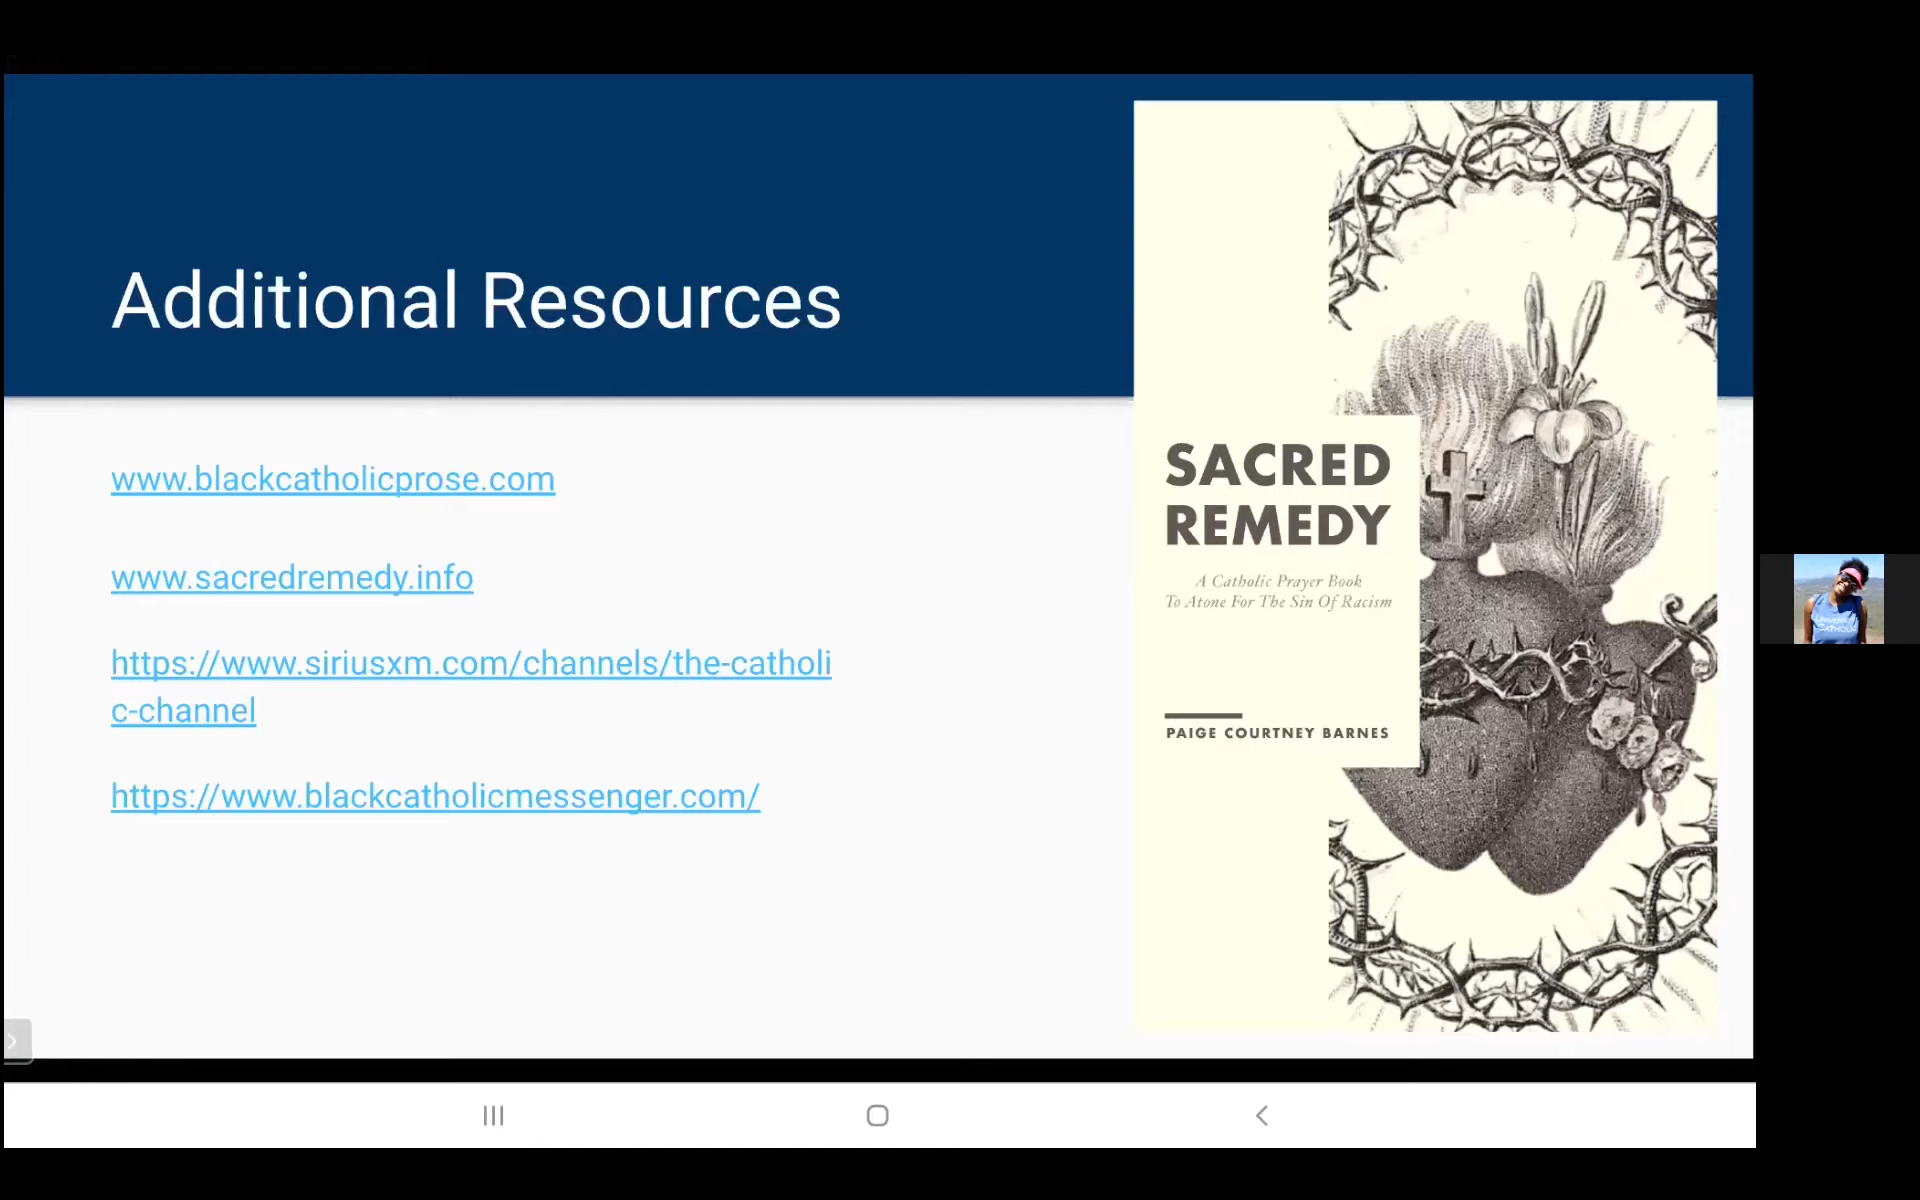 Additional Resources
www.blackcatholicprose.com
www.sacredremedy.info
https://www.siriusxm.com/channels/the-catholi
c-channel
https://www.blackcatholicmessenger.com/
SACRED
REMEDY
A Catholic Prayer Book
To Atone For The Sin Of Racism
PAIGE COURTNEY BARNES